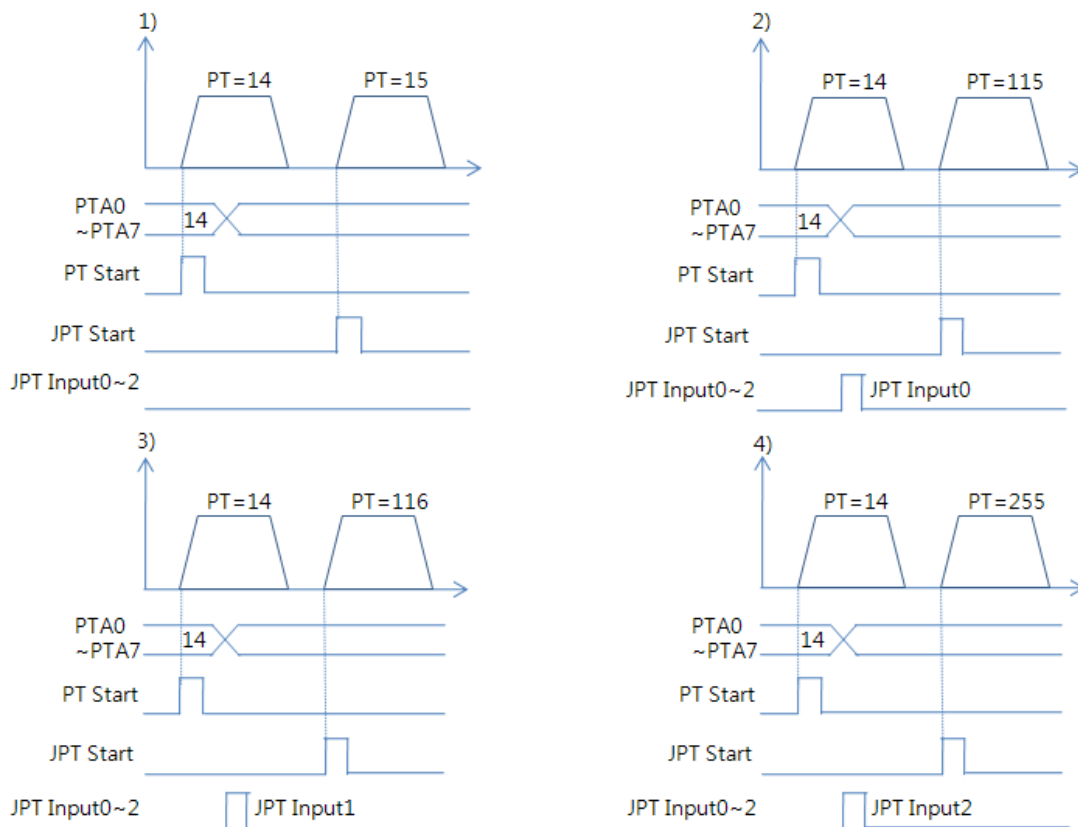 1)
PT=14
PT=15
PTA0
~PTA7
14
PT Start
JPT Start
JPT Input0~2
2)
PT=14
PT=115
PTA0
~PTA7
14
PT Start
JPT Start
JPT Input0~2
JPT Input0
3)
PT=14
PT=116
PTA0
~PTA7
14
PT Start
JPT Start
JPT Input0~2
JPT Input1
4)
PT=14
PT=255
PTA0
~PTA7
14
PT Start
JPT Start
JPT Input0~2
JPT Input2